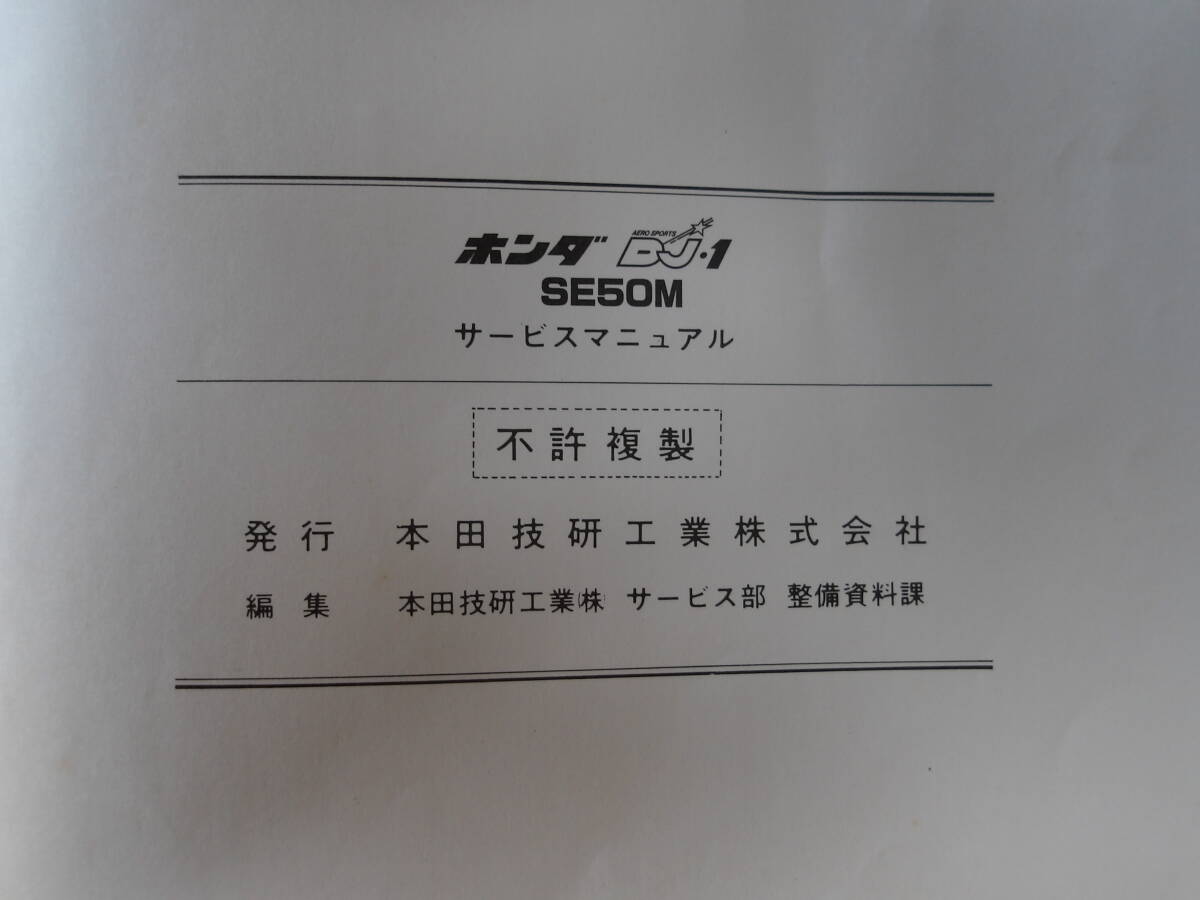 ホンダ AERO SPORTS DJ・1
SE50M
サービスマニュアル
不許複製
発行 本田技研工業株式会社
編集 本田技研工業㈱ サービス部 整備資料課